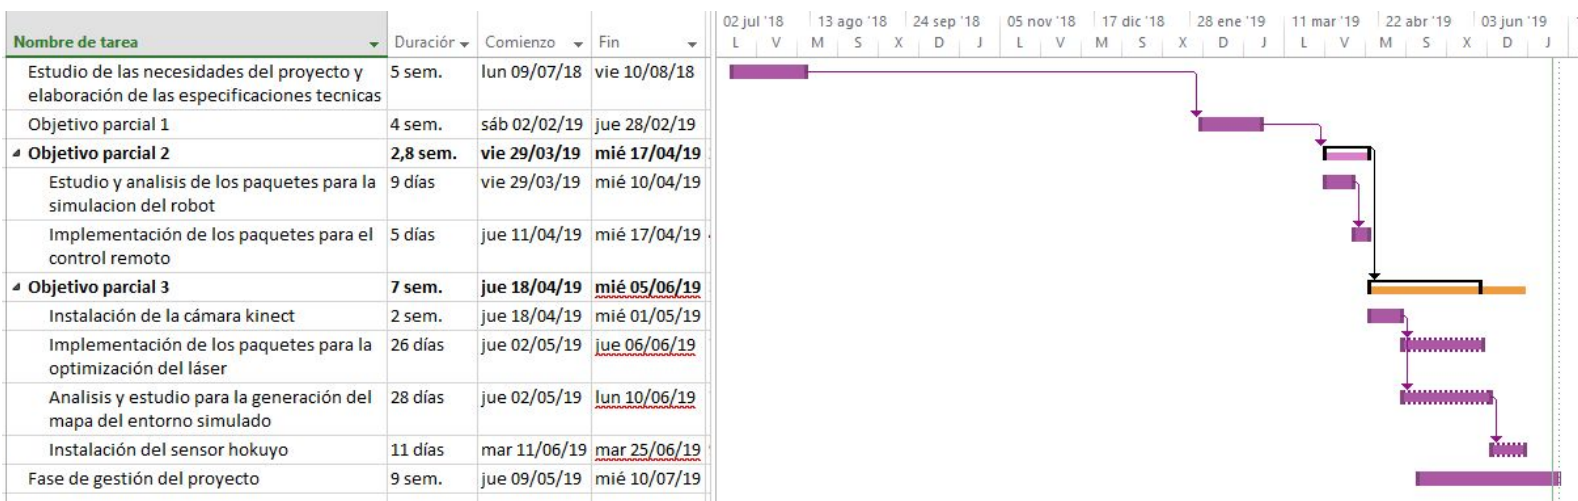 02 jul '18 13 ago '18 24 sep '18 05 nov '18 17 dic '18 28 ene '19 11 mar '19 22 abr '19 03 jun '19
Nombre de tarea Duración Comienzo Fin L V M S X D J L V M S X D J L V M S X D J
Estudio de las necesidades del proyecto y 5 sem. lun 09/07/18 vie 10/08/18
elaboración de las especificaciones tecnicas
Objetivo parcial 1 4 sem. sáb 02/02/19 jue 28/02/19
Objetivo parcial 2 2,8 sem. vie 29/03/19 mié 17/04/19
Estudio y analisis de los paquetes para la 9 días vie 29/03/19 mié 10/04/19
simulacion del robot
Implementación de los paquetes para el 5 días jue 11/04/19 mié 17/04/19
control remoto
Objetivo parcial 3 7 sem. jue 18/04/19 mié 05/06/19
Instalación de la cámara kinect 2 sem. jue 18/04/19 mié 01/05/19
Implementación de los paquetes para la 26 días jue 02/05/19 jue 06/06/19
optimización del láser
Analisis y estudio para la generación del 28 días jue 02/05/19 lun 10/06/19
mapa del entorno simulado
Instalación del sensor hokuyo 11 días mar 11/06/19 mar 25/06/19
Fase de gestión del proyecto 9 sem. jue 09/05/19 mié 10/07/19